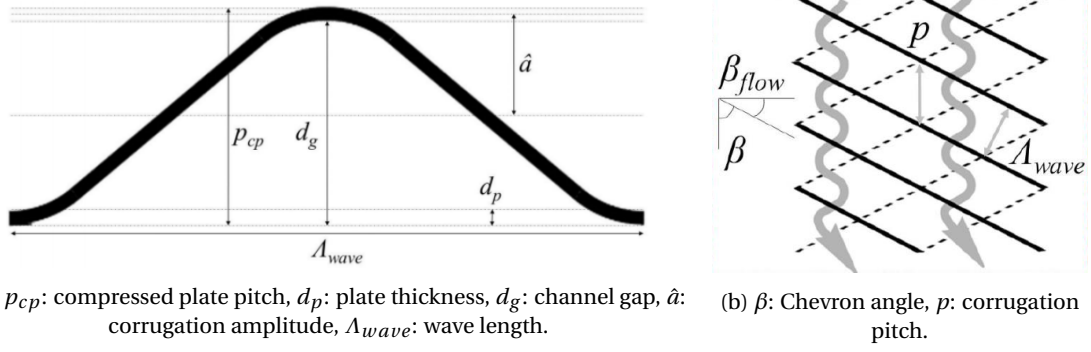 p_cp
d_g
â
d_p
Λ_wave
p
β_flow
β
Λ_wave
p_cp: compressed plate pitch, d_p: plate thickness, d_g: channel gap, â:
corrugation amplitude, Λ_wave: wave length.
(b) β: Chevron angle, p: corrugation
pitch.